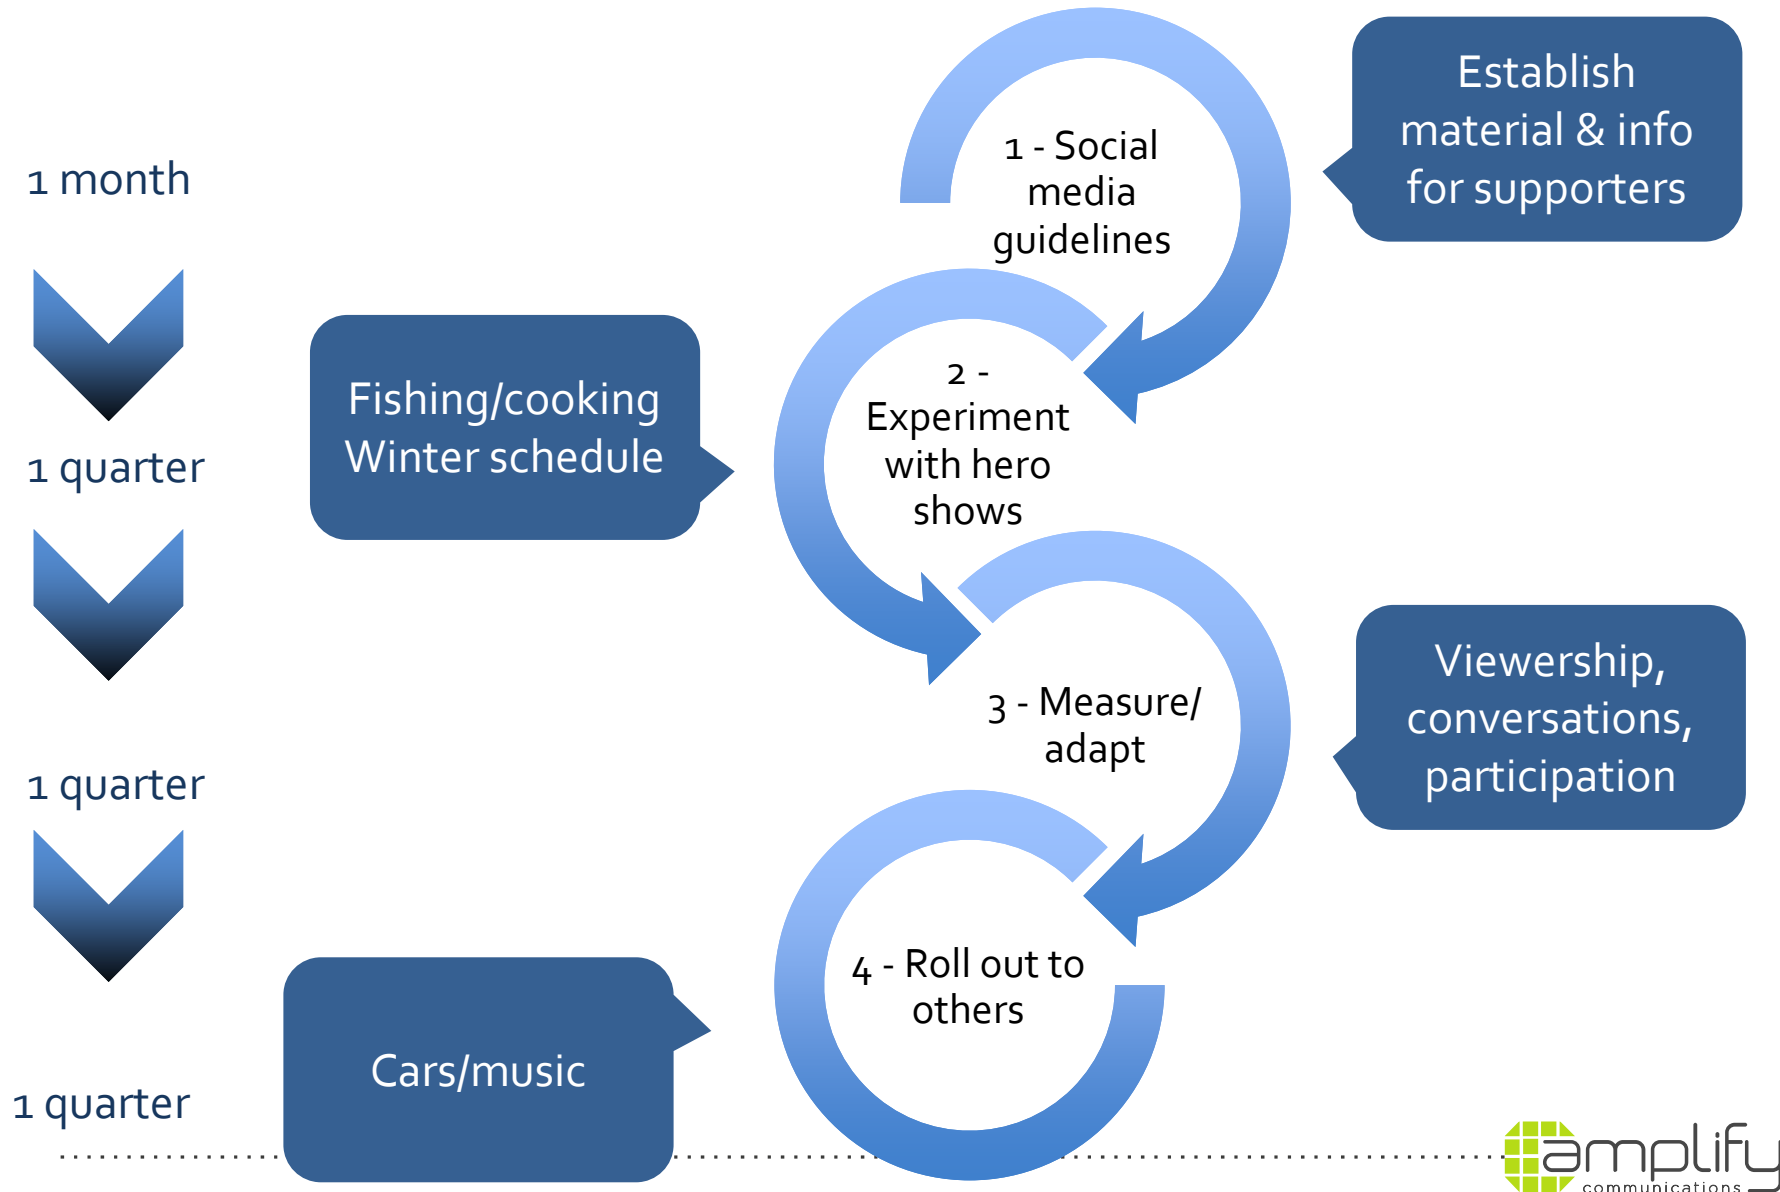 1 month
1 quarter
1 quarter
1 quarter
1 - Social
media
guidelines
Establish
material & info
for supporters
2 -
Experiment
with hero
shows
Fishing/cooking
Winter schedule
3 - Measure/
adapt
Viewership,
conversations,
participation
4 - Roll out to
others
Cars/music
amplify
communications